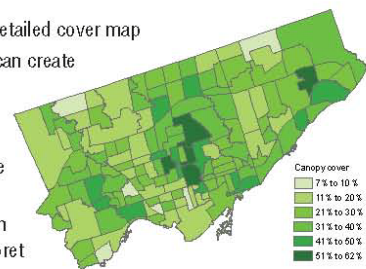 etailed cover map
can create
e
n
oret
Canopy cover
7% to 10%
11% to 20%
21% to 30%
31% to 40%
41% to 50%
51% to 62%